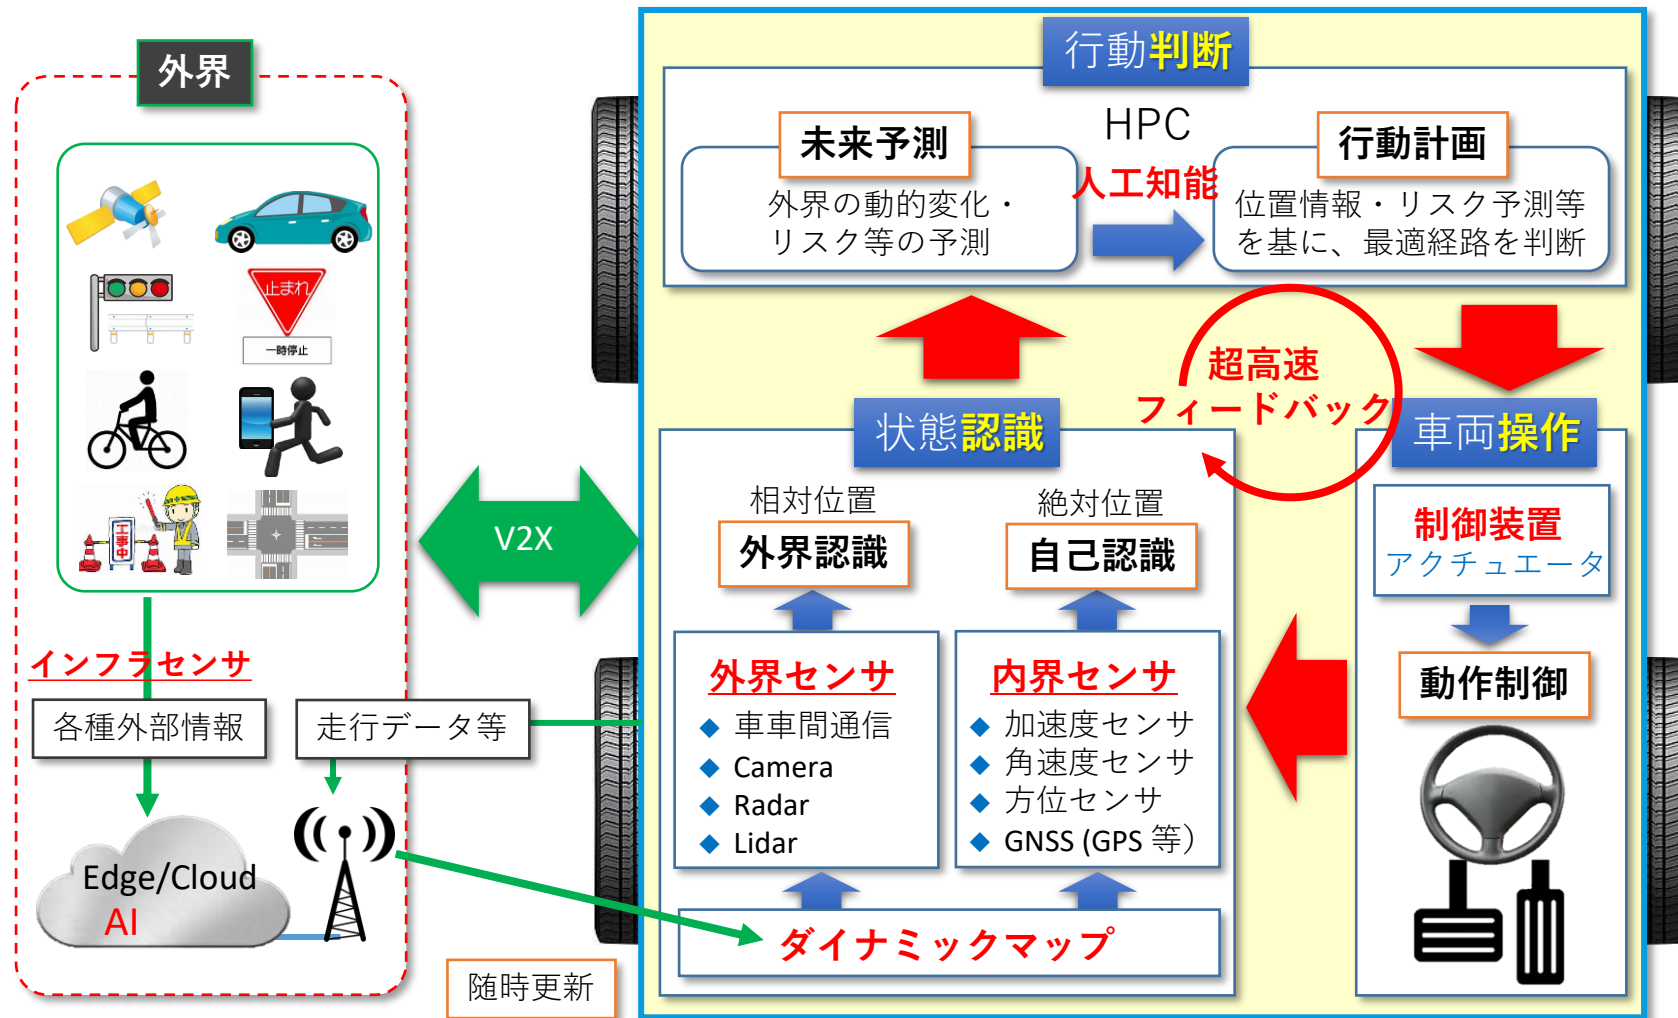 外界
止まれ
一時停止
工事中
インフラセンサ
各種外部情報
走行データ等
Edge/Cloud
AI
随時更新
V2X
行動判断
HPC
人工知能
未来予測
外界の動的変化・
リスク等の予測
行動計画
位置情報・リスク予測等
を基に、最適経路を判断
超高速
フィードバック
状態認識
相対位置
外界認識
絶対位置
自己認識
外界センサ
車車間通信
Camera
Radar
Lidar
内界センサ
加速度センサ
角速度センサ
方位センサ
GNSS (GPS 等）
ダイナミックマップ
車両操作
制御装置
アクチュエータ
動作制御